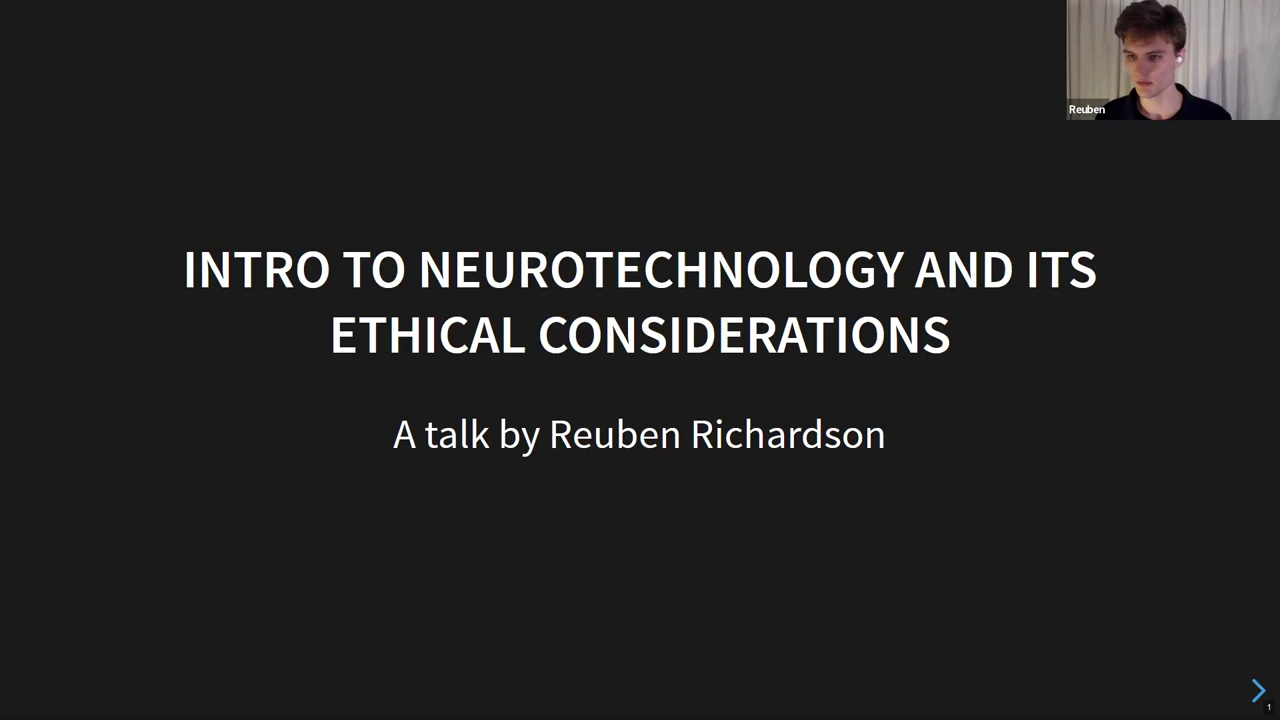 Reuben
INTRO TO NEUROTECHNOLOGY AND ITS
ETHICAL CONSIDERATIONS
A talk by Reuben Richardson
1